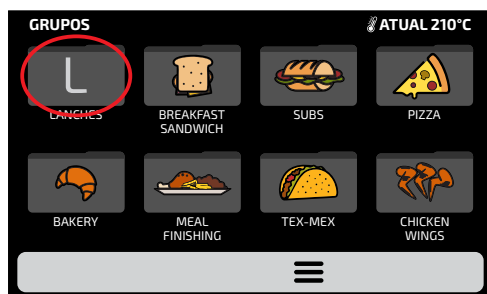 GRUPOS
ATUAL 210°C
L
LANCHES
BREAKFAST
SANDWICH
SUBS
PIZZA
BAKERY
MEAL
FINISHING
TEX-MEX
CHICKEN
WINGS